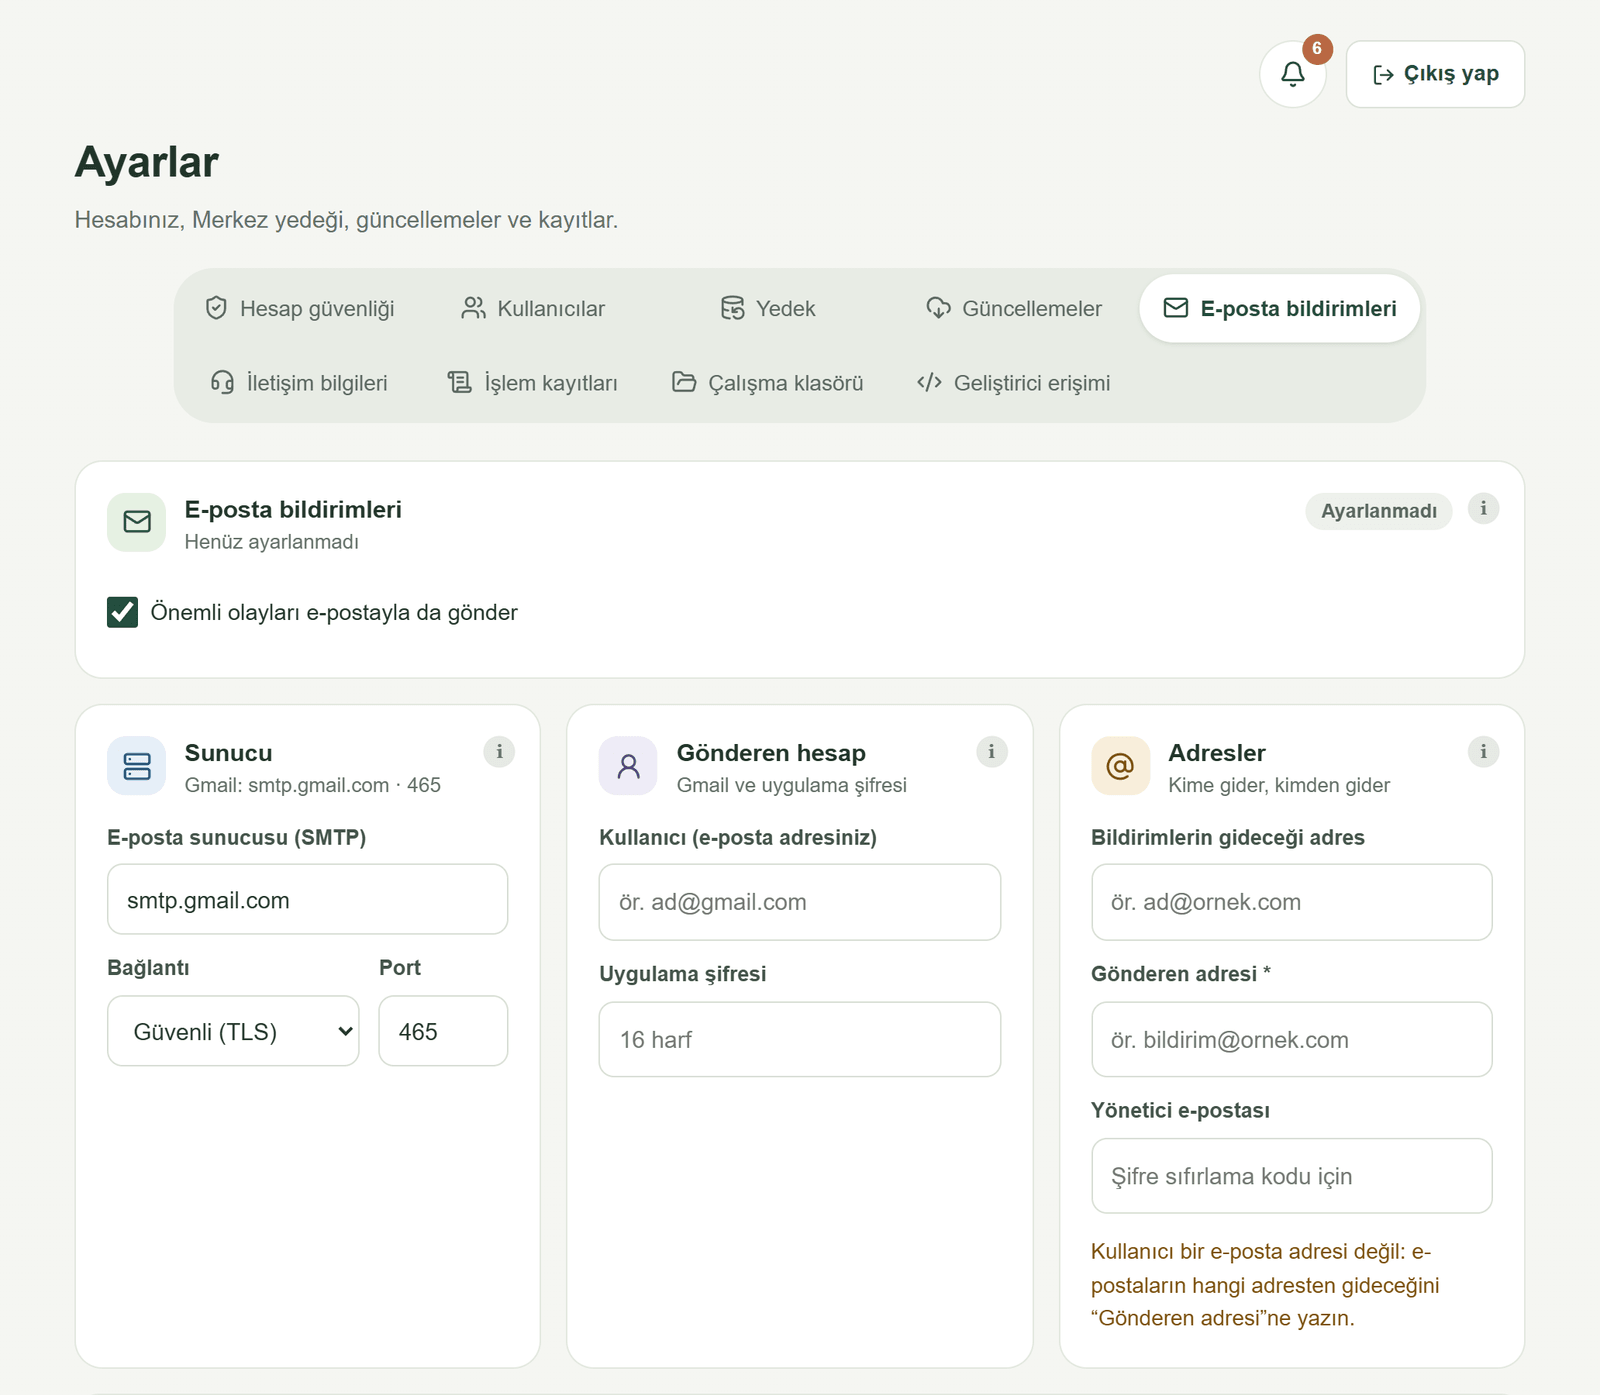 6
Çıkış yap
Ayarlar
Hesabınız, Merkez yedeği, güncellemeler ve kayıtlar.
Hesap güvenliği
Kullanıcılar
Yedek
Güncellemeler
E-posta bildirimleri
İletişim bilgileri
İşlem kayıtları
Çalışma klasörü
Geliştirici erişimi
E-posta bildirimleri
Henüz ayarlanmadı
Ayarlanmadı
i
Önemli olayları e-postayla da gönder
Sunucu
i
Gmail: smtp.gmail.com · 465
E-posta sunucusu (SMTP)
smtp.gmail.com
Bağlantı
Port
Güvenli (TLS)
465
Gönderen hesap
i
Gmail ve uygulama şifresi
Kullanıcı (e-posta adresiniz)
ör. ad@gmail.com
Uygulama şifresi
16 harf
Adresler
i
Kime gider, kimden gider
Bildirimlerin gideceği adres
ör. ad@ornek.com
Gönderen adresi *
ör. bildirim@ornek.com
Yönetici e-postası
Şifre sıfırlama kodu için
Kullanıcı bir e-posta adresi değil: e-
postaların hangi adresten gideceğini
“Gönderen adresi”ne yazın.